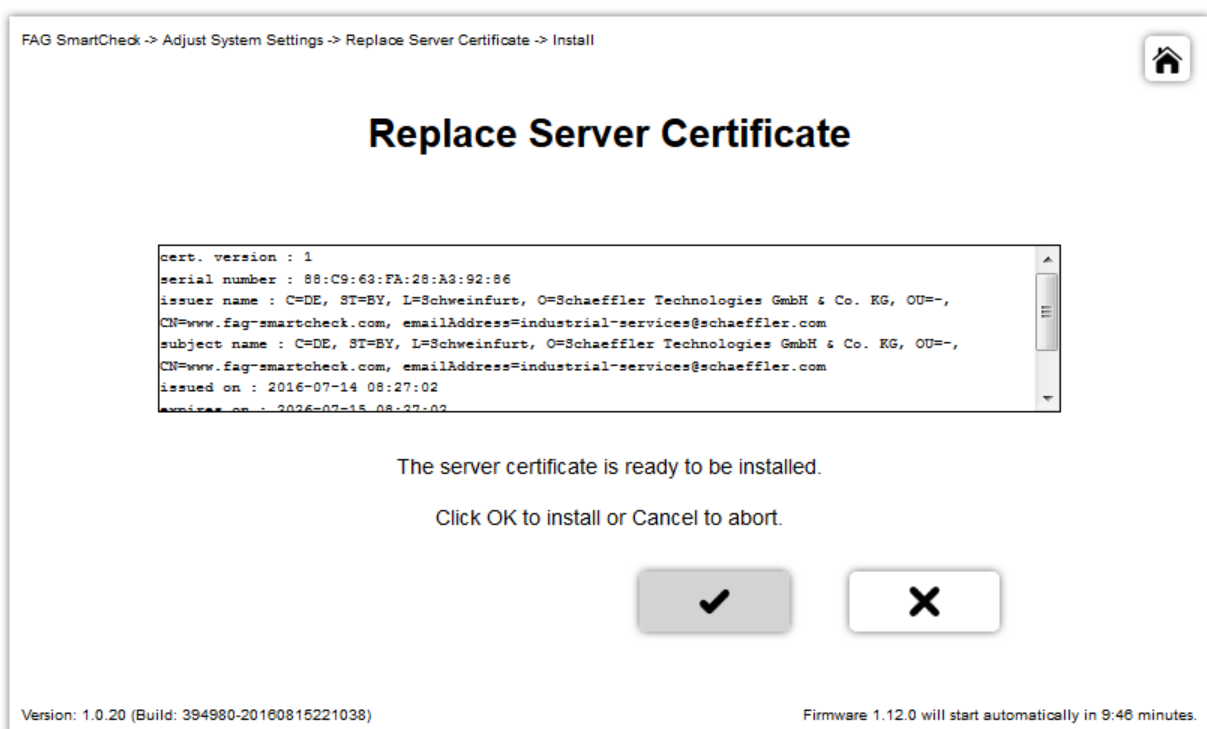 FAG SmartCheck -> Adjust System Settings -> Replace Server Certificate -> Install
Replace Server Certificate
cert. version : 1
serial number : 88:C9:63:FA:28:A3:92:86
issuer name : C=DE, ST=BY, L=Schweinfurt, O=Schaeffler Technologies GmbH & Co. KG, OU=-,
CN=www.fag-smartcheck.com, emailAddress=industrial-services@schaeffler.com
subject name : C=DE, ST=BY, L=Schweinfurt, O=Schaeffler Technologies GmbH & Co. KG, OU=-,
CN=www.fag-smartcheck.com, emailAddress=industrial-services@schaeffler.com
issued on : 2016-07-14 08:27:02
expires on :
The server certificate is ready to be installed.
Click OK to install or Cancel to abort.
Version: 1.0.20 (Build: 394980-20160815221038)
Firmware 1.12.0 will start automatically in 9:46 minutes.